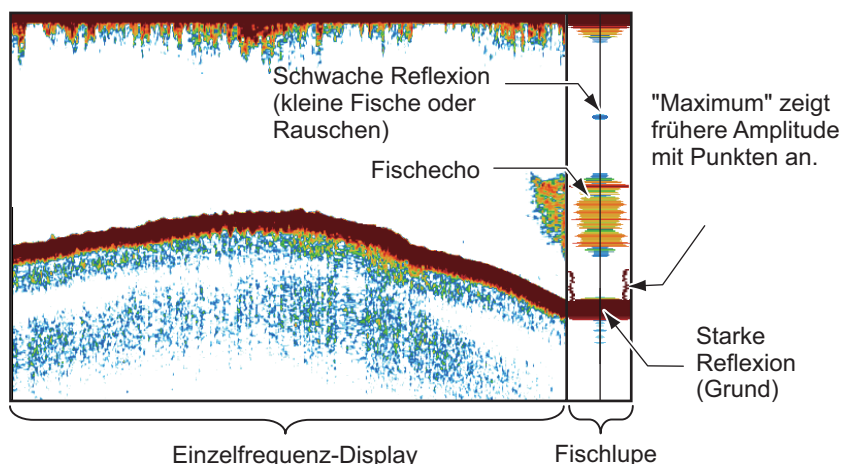 Schwache Reflexion
(kleine Fische oder
Rauschen)
"Maximum" zeigt
frühere Amplitude
mit Punkten an.
Fischecho
Starke
Reflexion
(Grund)
Einzelfrequenz-Display
Fischlupe